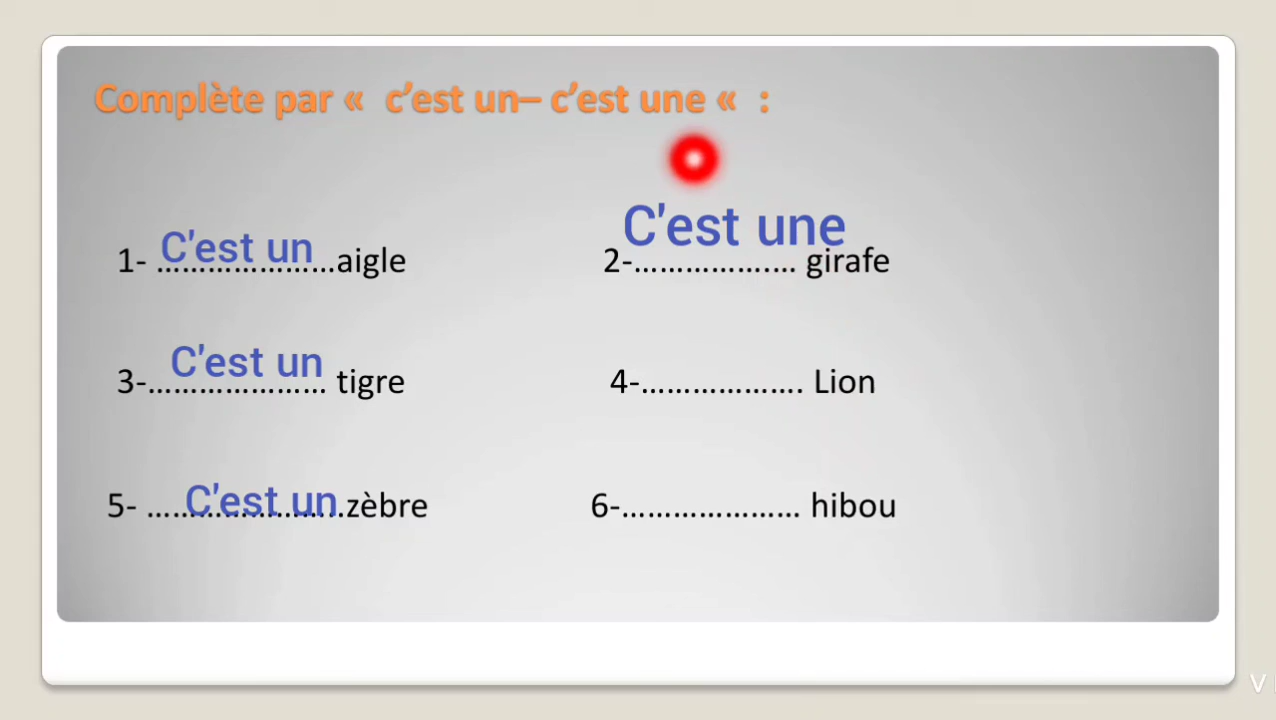 Complète par « c’est un– c’est une « :
C'est un
C'est une
1- .....................aigle
2-................... girafe
C'est un
3-..................... tigre
4-................... Lion
C'est un
5- .......................zèbre
6-..................... hibou
V